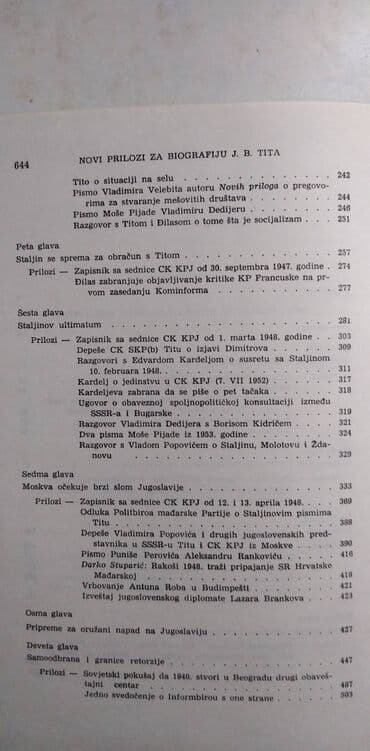 644 NOVI PRILOZI ZA BIOGRAFIJU J. B. TITA
Tito o situaciji na selu . . . . . . . . . . . . 242
Pismo Vladimira Velebita autoru Novih priloga o pregovo-
rima za stvaranje mešovitih društava . . . . . . . 244
Pismo Moše Pijade Vladimiru Dedijeru . . . . . . . 246
Razgovor s Titom i Đilasom o tome šta je socijalizam . . . 251
Peta glava
Staljin se sprema za obračun s Titom . . . . . . . . . 257
Prilozi — Zapisnik sa sednice CK KPJ od 30. septembra 1947. godine . 274
Đilas zabranjuje objavljivanje kritike KP Francuske na pr-
vom zasedanju Kominforma . . . . . . . . 277
Šesta glava
Staljinov ultimatum . . . . . . . . . . . . . . 281
Prilozi — Zapisnik sa sednice CK KPJ od 1. marta 1948. godine . . 303
Depeše CK SKP(b) Titu o izjavi Dimitrova . . . . . . 309
Razgovori s Edvardom Kardeljom o susretu sa Staljinom
10. februara 1948. . . . . . . . . . . . . 311
Kardelj o jedinstvu u CK KPJ (7. VII 1952) . . . . . . 317
Kardeljeva zabrana da se piše o pet tačaka . . . . . . 318
Ugovor o obaveznoj spoljnopolitičkoj konsultaciji između
SSSR-a i Bugarske . . . . . . . . . . . . 319
Razgovor Vladimira Dedijera s Borisom Kidričem . . . . 321
Dva pisma Moše Pijade iz 1953. godine . . . . . . . 324
Razgovor s Vladom Popovićem o Staljinu, Molotovu i Žda-
novu . . . . . . . . . . . . . . . 329
Sedma glava
Moskva očekuje brzi slom Jugoslavije . . . . . . . . . 333
Prilozi — Zapisnik sa sednice CK KPJ od 12. i 13. aprila 1948. . . . 369
Odluka Politbiroa mađarske Partije o Staljinovim pismima
Titu . . . . . . . . . . . . . . . . 388
Depeše Vladimira Popovića i drugih jugoslovenskih pred-
stavnika u SSSR-u Titu i CK KPJ iz Moskve . . . . 390
Pismo Puniše Perovića Aleksandru Rankoviću . . . . . 416
Darko Stuparić: Rakoši 1948. traži pripajanje SR Hrvatske
Mađarskoj . . . . . . . . . . . . . . 418
Vrbovanje Antuna Roba u Budimpešti . . . . . . . . 421
Izveštaj jugoslovenskog diplomate Lazara Brankova . . . 423
Osma glava
Pripreme za oružani napad na Jugoslaviju . . . . . . . . 427
Deveta glava
Samoodbrana i granice retorzije . . . . . . . . . . . 447
Prilozi — Sovjetski pokušaj da 1940. stvori u Beogradu drugi obaveš-
tajni centar . . . . . . . . . . . . . 487
Jedno svedočenje o Informbirou s one strane . . . . . . 503